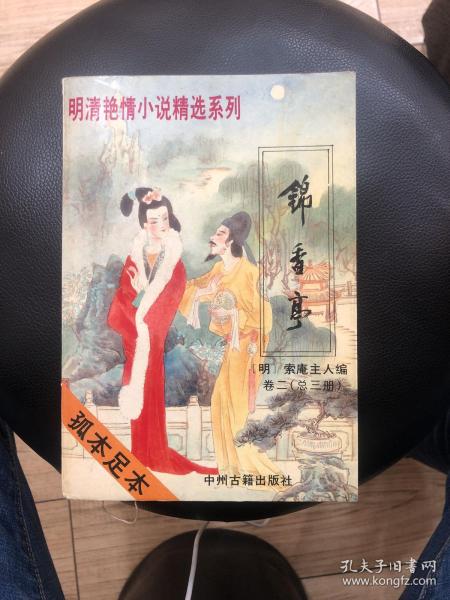 明清艳情小说精选系列
錦香亭
［明］索庵主人编
卷二（总三册）
孤本足本
中州古籍出版社
孔夫子旧书网
www.kongfz.com